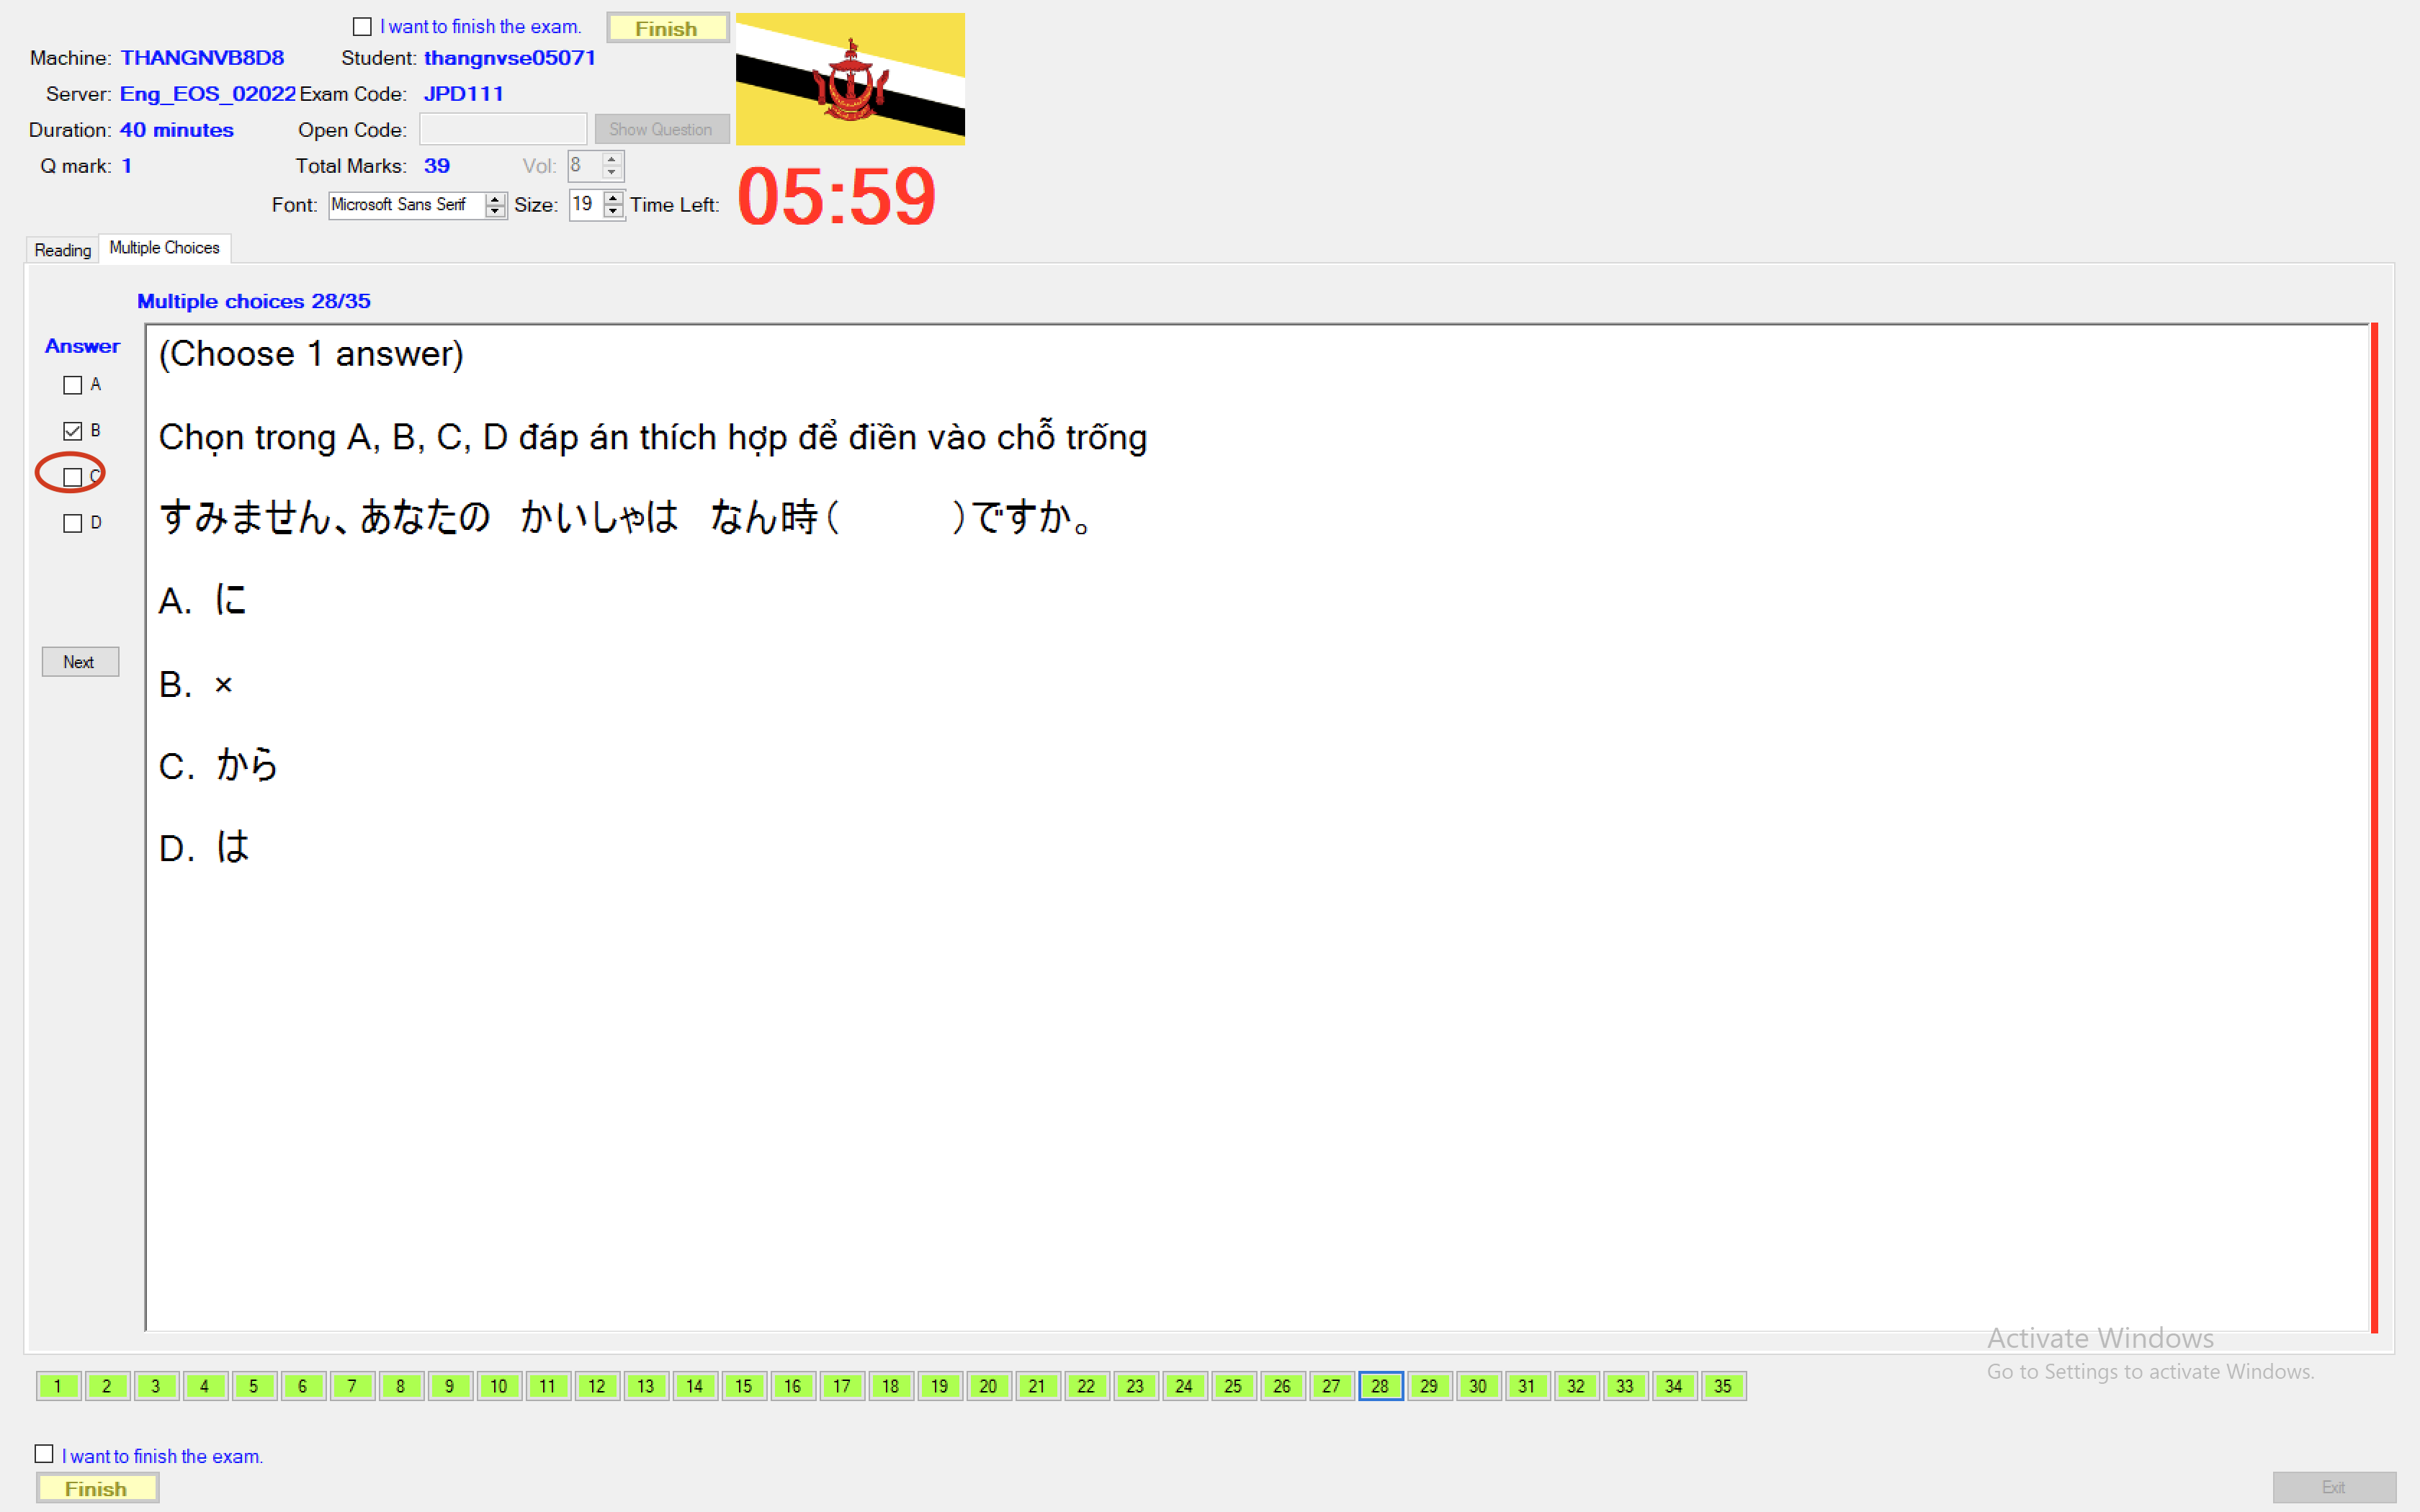 I want to finish the exam.
Finish
Machine: THANGNVB8D8 Student: thangnvse05071
Server: Eng_EOS_02022 Exam Code: JPD111
Duration: 40 minutes Open Code: Show Question
Q mark: 1 Total Marks: 39 Vol: 8
Font: Microsoft Sans Serif Size: 19 Time Left: 05:59
Reading Multiple Choices
Multiple choices 28/35
Answer
A
B
C
D
Next
(Choose 1 answer)
Chọn trong A, B, C, D đáp án thích hợp để điền vào chỗ trống
すみません、あなたの　かいしゃは　なん時(　　　)ですか。
A. に
B. ×
C. から
D. は
Activate Windows
Go to Settings to activate Windows.
1 2 3 4 5 6 7 8 9 10 11 12 13 14 15 16 17 18 19 20 21 22 23 24 25 26 27 28 29 30 31 32 33 34 35
I want to finish the exam.
Finish
Exit